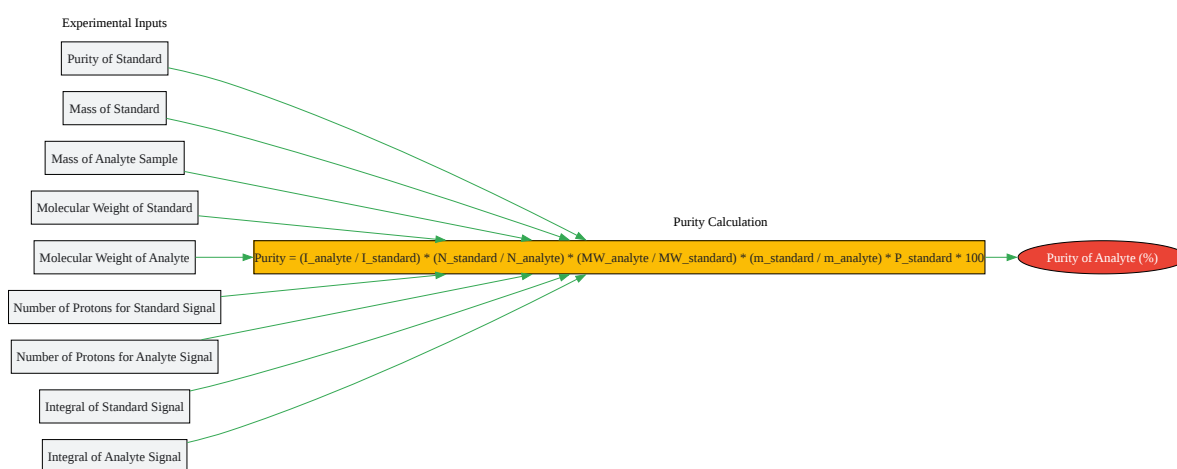 Experimental Inputs
Purity of Standard
Mass of Standard
Mass of Analyte Sample
Molecular Weight of Standard
Purity Calculation
Molecular Weight of Analyte
Purity = (I_analyte / I_standard) * (N_standard / N_analyte) * (MW_analyte / MW_standard) * (m_standard / m_analyte) * P_standard * 100
Purity of Analyte (%)
Number of Protons for Standard Signal
Number of Protons for Analyte Signal
Integral of Standard Signal
Integral of Analyte Signal